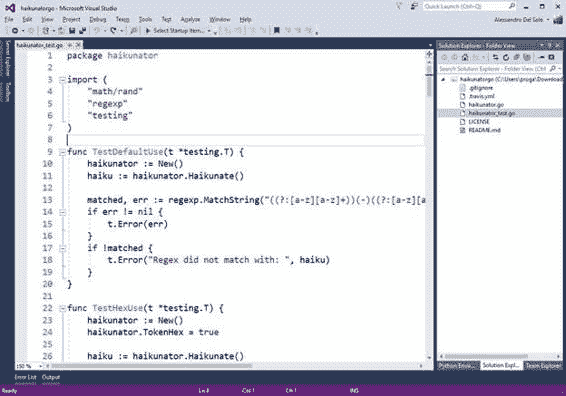 haikunatorgo - Microsoft Visual Studio
Quick Launch (Ctrl+Q)
File Edit View Project Debug Team Tools Test Analyze Window Help
Alessandro Del Sole
Select Startup Item...
haikunator_test.go
Server Explorer
Toolbox
1 package haikunator
2
3 import (
4 "math/rand"
5 "regexp"
6 "testing"
7 )
8
9 func TestDefaultUse(t *testing.T) {
10 haikunator := New()
11 haiku := haikunator.Haikunate()
12
13 matched, err := regexp.MatchString("((?:[a-z][a-z]+))(-)((?:[a-z][a
14 if err != nil {
15 t.Error(err)
16 }
17 if !matched {
18 t.Error("Regex did not match with: ", haiku)
19 }
20 }
21
22 func TestHexUse(t *testing.T) {
23 haikunator := New()
24 haikunator.TokenHex = true
25
26 haiku := haikunator.Haikunate()
150 %
Solution Explorer - Folder View
Search Solution Explorer - Folder View (Ctrl+;)
haikunatorgo (C:\Users\proga\Download
.gitignore
.travis.yml
haikunator.go
haikunator_test.go
LICENSE
README.md
Python Envi... Solution Expl... Team Explorer
Error List Output
Ready
Ln 8
Col 1
Ch 1
INS